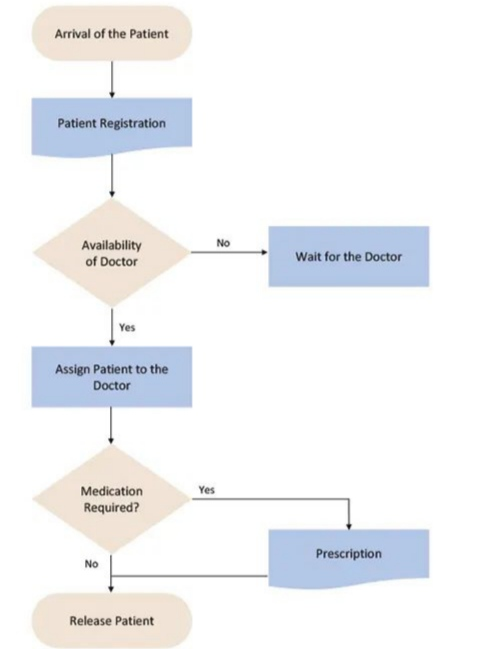 Arrival of the Patient
Patient Registration
Availability
of Doctor
No
Wait for the Doctor
Yes
Assign Patient to the
Doctor
Medication
Required?
Yes
Prescription
No
Release Patient